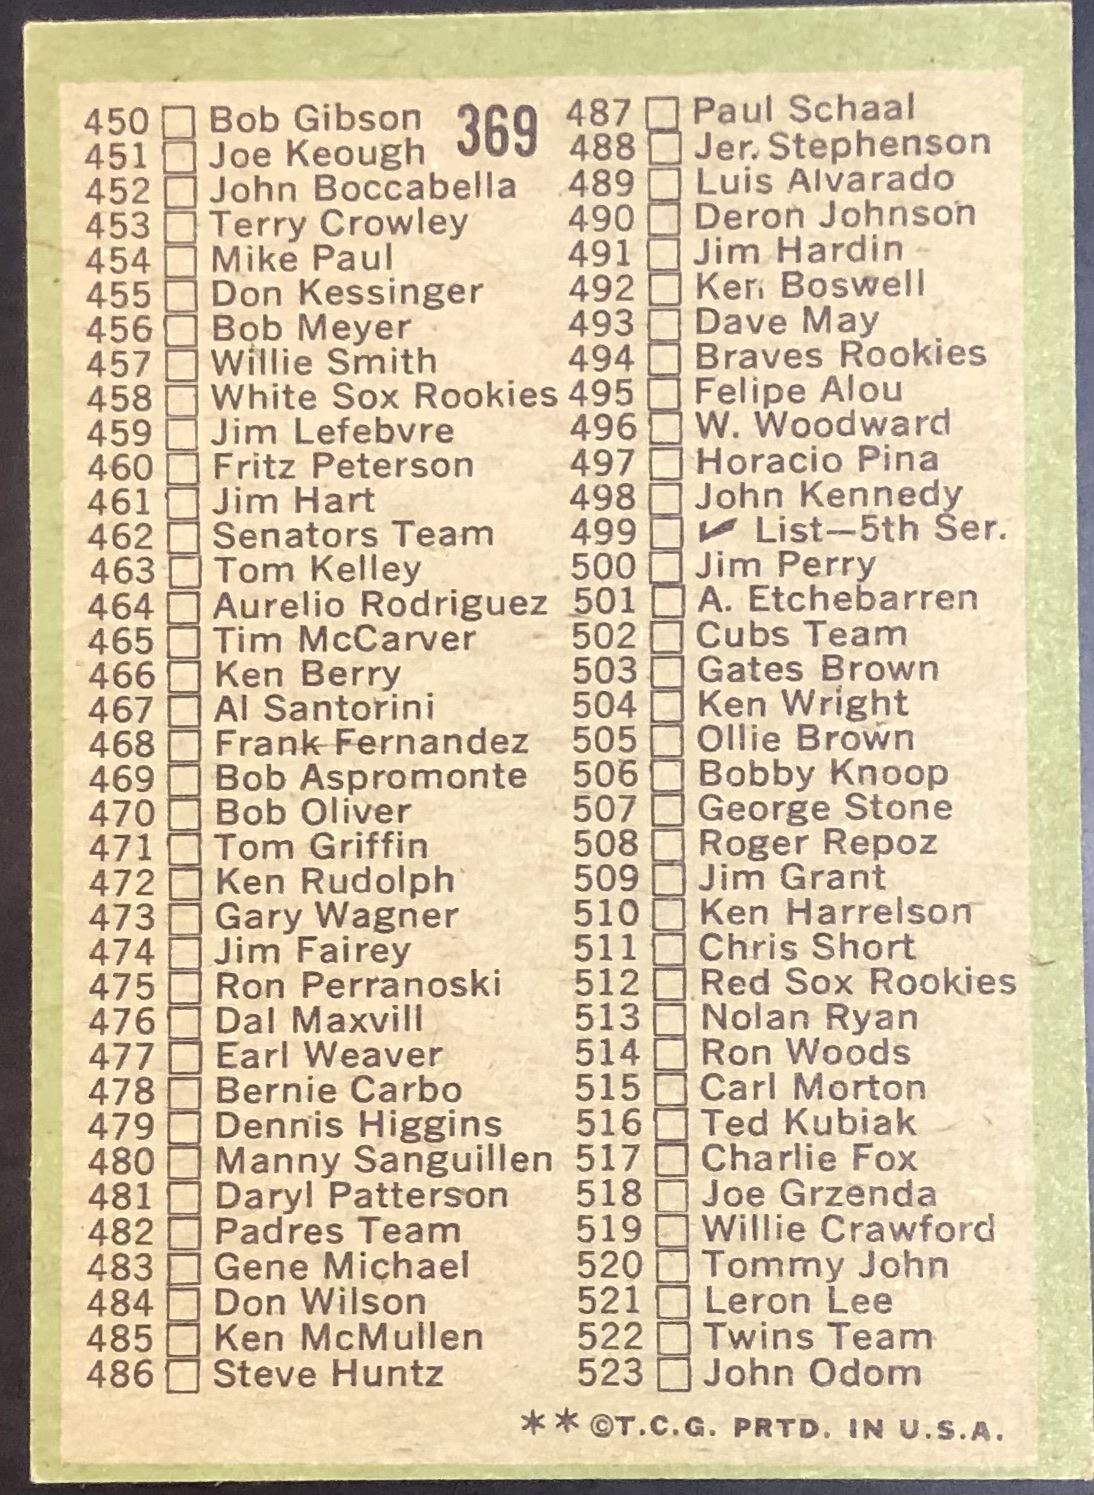 369
450 Bob Gibson
451 Joe Keough
452 John Boccabella
453 Terry Crowley
454 Mike Paul
455 Don Kessinger
456 Bob Meyer
457 Willie Smith
458 White Sox Rookies
459 Jim Lefebvre
460 Fritz Peterson
461 Jim Hart
462 Senators Team
463 Tom Kelley
464 Aurelio Rodriguez
465 Tim McCarver
466 Ken Berry
467 Al Santorini
468 Frank Fernandez
469 Bob Aspromonte
470 Bob Oliver
471 Tom Griffin
472 Ken Rudolph
473 Gary Wagner
474 Jim Fairey
475 Ron Perranoski
476 Dal Maxvill
477 Earl Weaver
478 Bernie Carbo
479 Dennis Higgins
480 Manny Sanguillen
481 Daryl Patterson
482 Padres Team
483 Gene Michael
484 Don Wilson
485 Ken McMullen
486 Steve Huntz
487 Paul Schaal
488 Jer. Stephenson
489 Luis Alvarado
490 Deron Johnson
491 Jim Hardin
492 Ken Boswell
493 Dave May
494 Braves Rookies
495 Felipe Alou
496 W. Woodward
497 Horacio Pina
498 John Kennedy
499 ✔ List—5th Ser.
500 Jim Perry
501 A. Etchebarren
502 Cubs Team
503 Gates Brown
504 Ken Wright
505 Ollie Brown
506 Bobby Knoop
507 George Stone
508 Roger Repoz
509 Jim Grant
510 Ken Harrelson
511 Chris Short
512 Red Sox Rookies
513 Nolan Ryan
514 Ron Woods
515 Carl Morton
516 Ted Kubiak
517 Charlie Fox
518 Joe Grzenda
519 Willie Crawford
520 Tommy John
521 Leron Lee
522 Twins Team
523 John Odom
**©T.C.G. PRTD. IN U.S.A.